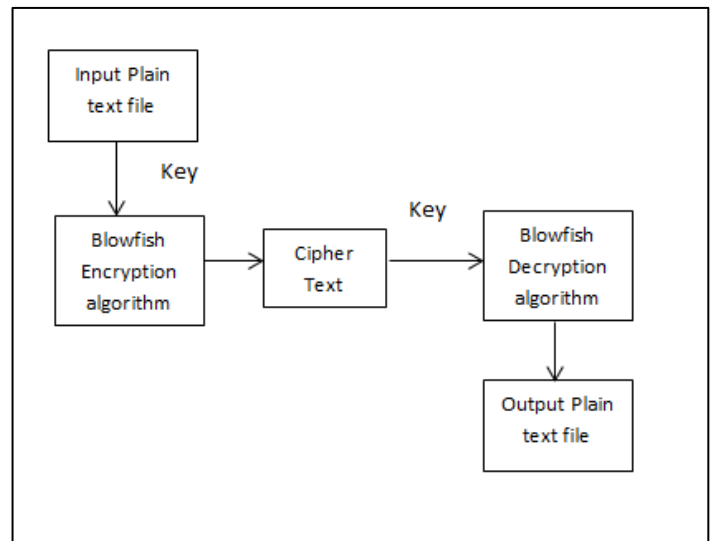 Input Plain
text file
Key
Blowfish
Encryption
algorithm
Cipher
Text
Key
Blowfish
Decryption
algorithm
Output Plain
text file